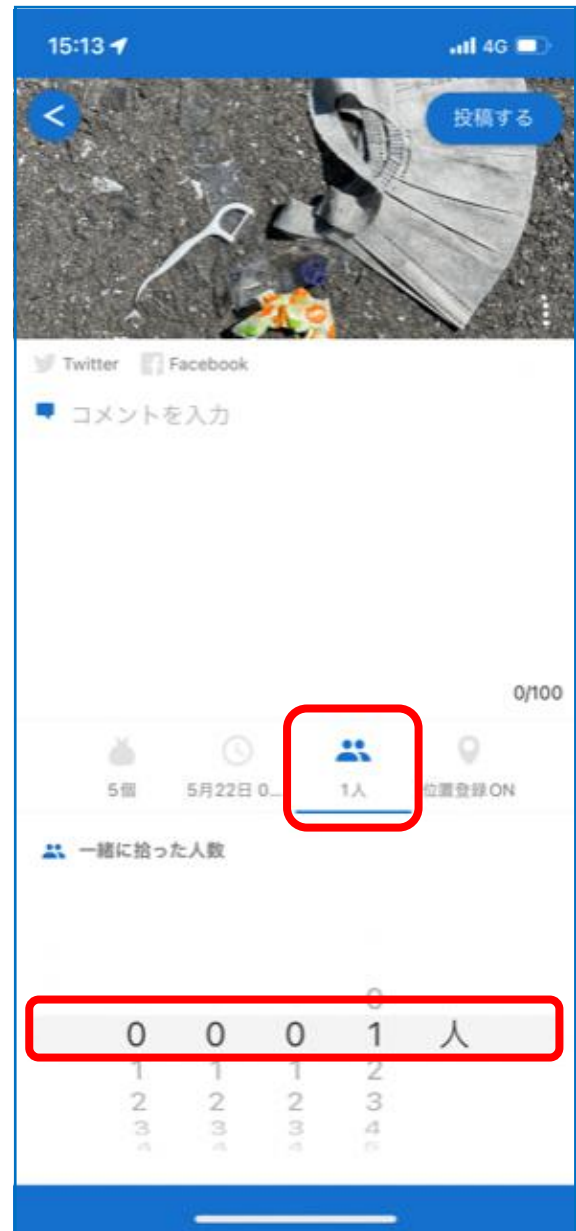 15:13
4G
投稿する
Twitter Facebook
コメントを入力
0/100
5個 5月22日 0... 1人 位置登録ON
一緒に拾った人数
0
0 0 0 1 人
1 1 1 2
2 2 2 3
3 3 3 4